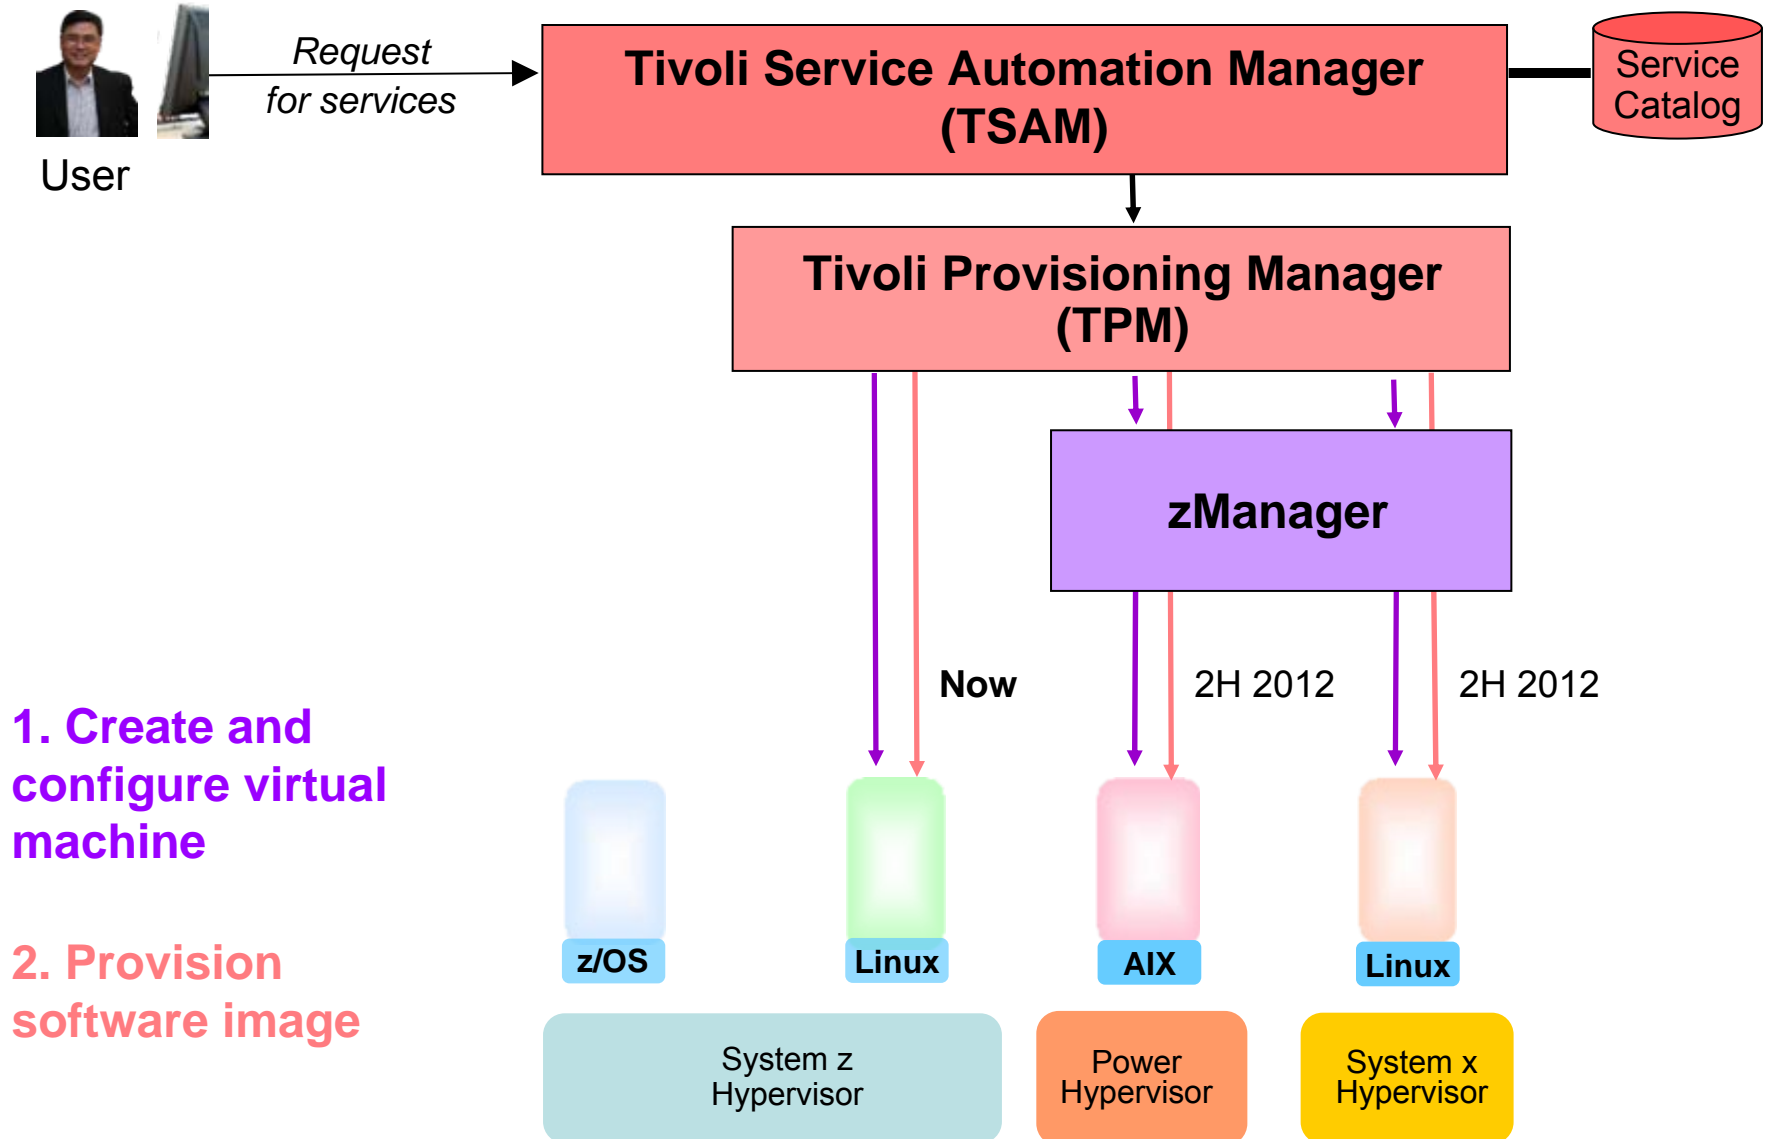 Request
for services
User
Tivoli Service Automation Manager
(TSAM)
Service
Catalog
Tivoli Provisioning Manager
(TPM)
zManager
Now
2H 2012
2H 2012
1. Create and
configure virtual
machine
2. Provision
software image
z/OS
Linux
AIX
Linux
System z
Hypervisor
Power
Hypervisor
System x
Hypervisor